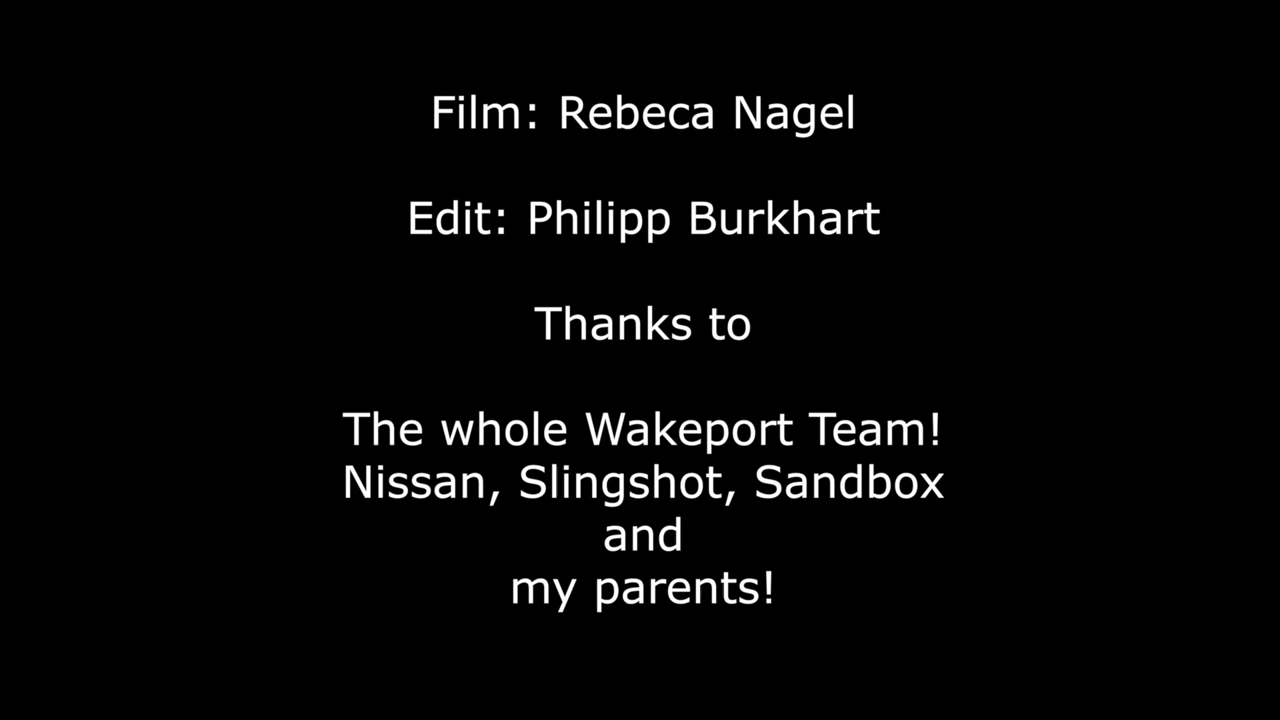 Film: Rebeca Nagel
Edit: Philipp Burkhart
Thanks to
The whole Wakeport Team!
Nissan, Slingshot, Sandbox
and
my parents!